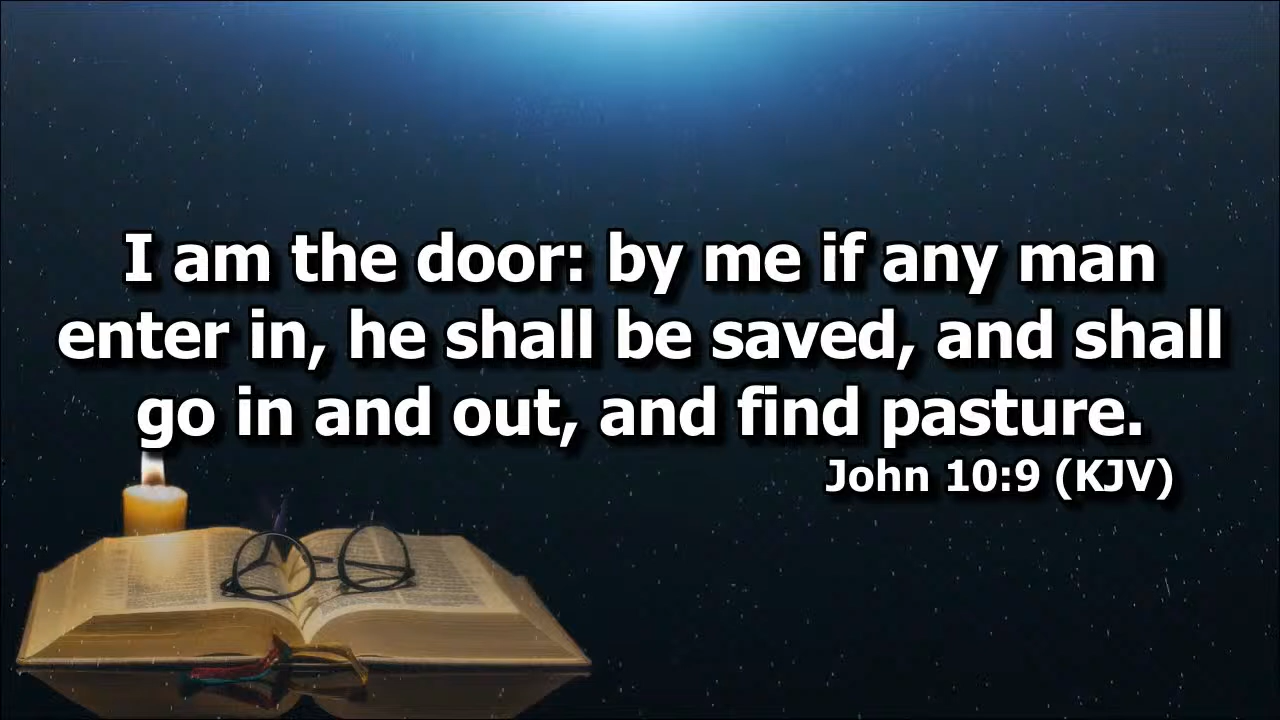 I am the door: by me if any man
enter in, he shall be saved, and shall
go in and out, and find pasture.
John 10:9 (KJV)